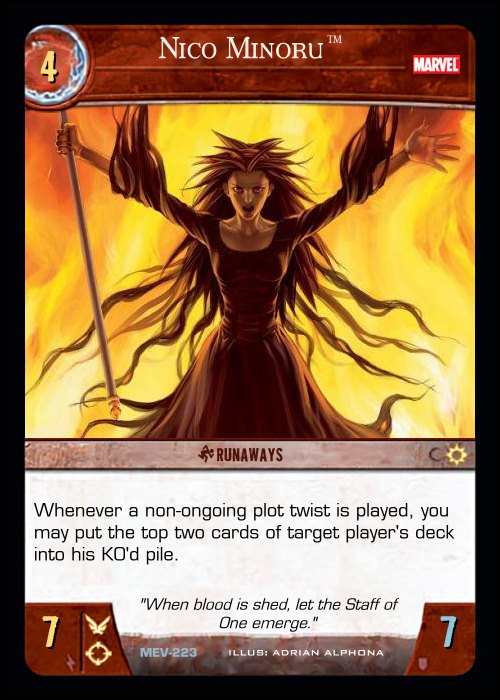 4
Nico Minoru™
MARVEL
RUNAWAYS
C
Whenever a non-ongoing plot twist is played, you
may put the top two cards of target player's deck
into his KO'd pile.
"When blood is shed, let the Staff of
One emerge."
7
7
MEV-223 ILLUS: ADRIAN ALPHONA